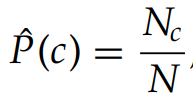 P̂(c) = N_c / N,